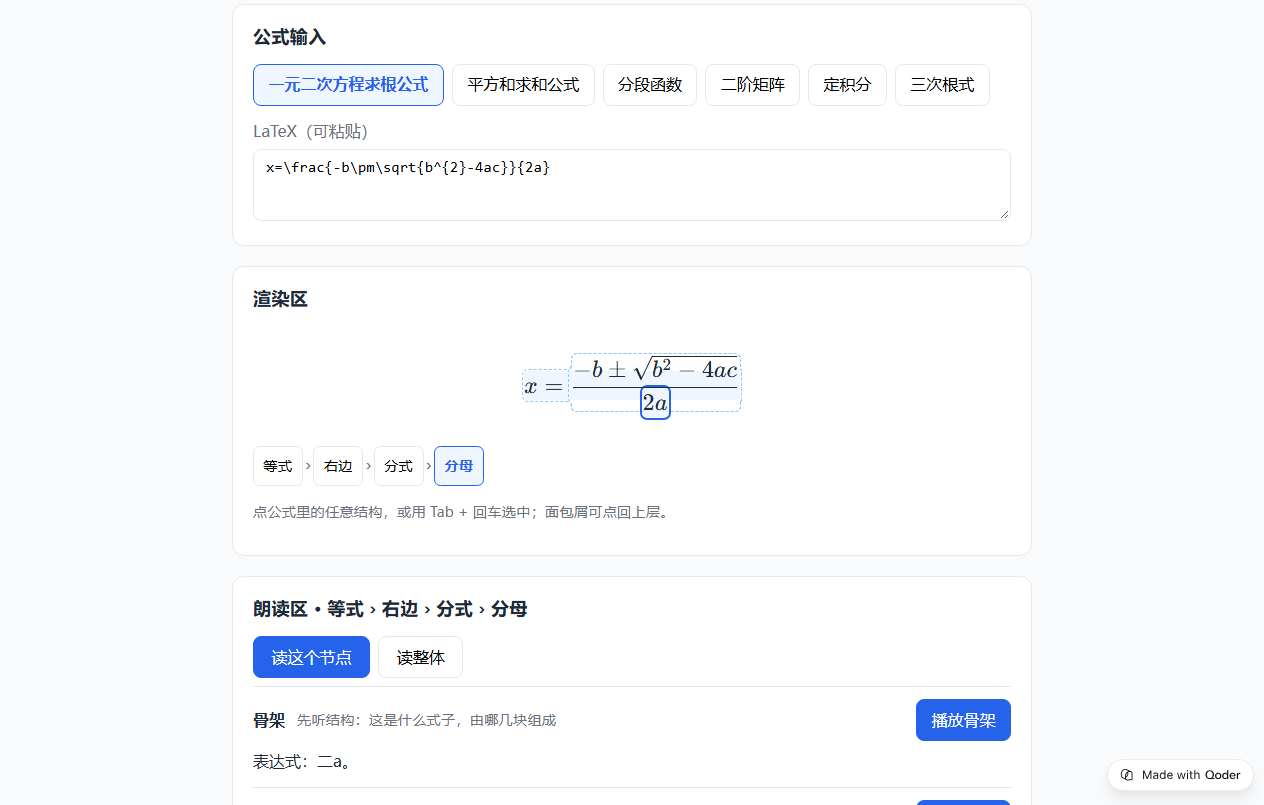 公式输入
一元二次方程求根公式 平方和求和公式 分段函数 二阶矩阵 定积分 三次根式
LaTeX（可粘贴）
x=\frac{-b\pm\sqrt{b^{2}-4ac}}{2a}
渲染区
−b ± √b² − 4ac
x =
2a
等式 › 右边 › 分式 › 分母
点公式里的任意结构，或用 Tab + 回车选中；面包屑可点回上层。
朗读区 • 等式 › 右边 › 分式 › 分母
读这个节点 读整体
骨架 先听结构：这是什么式子，由哪几块组成 播放骨架
表达式：二a。
Made with Qoder